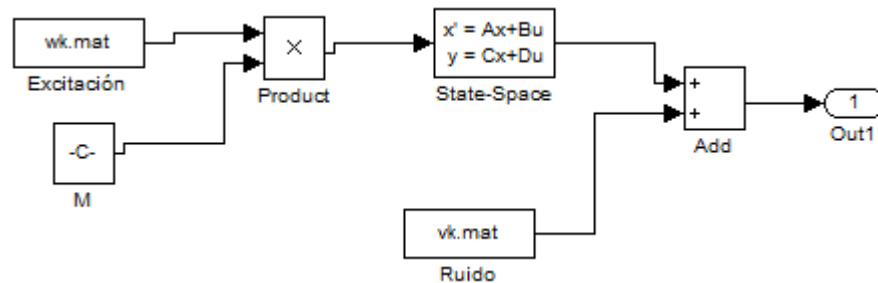 wk.mat
Excitación
-C-
M
×
Product
x' = Ax+Bu
y = Cx+Du
State-Space
vk.mat
Ruido
+
+
Add
1
Out1